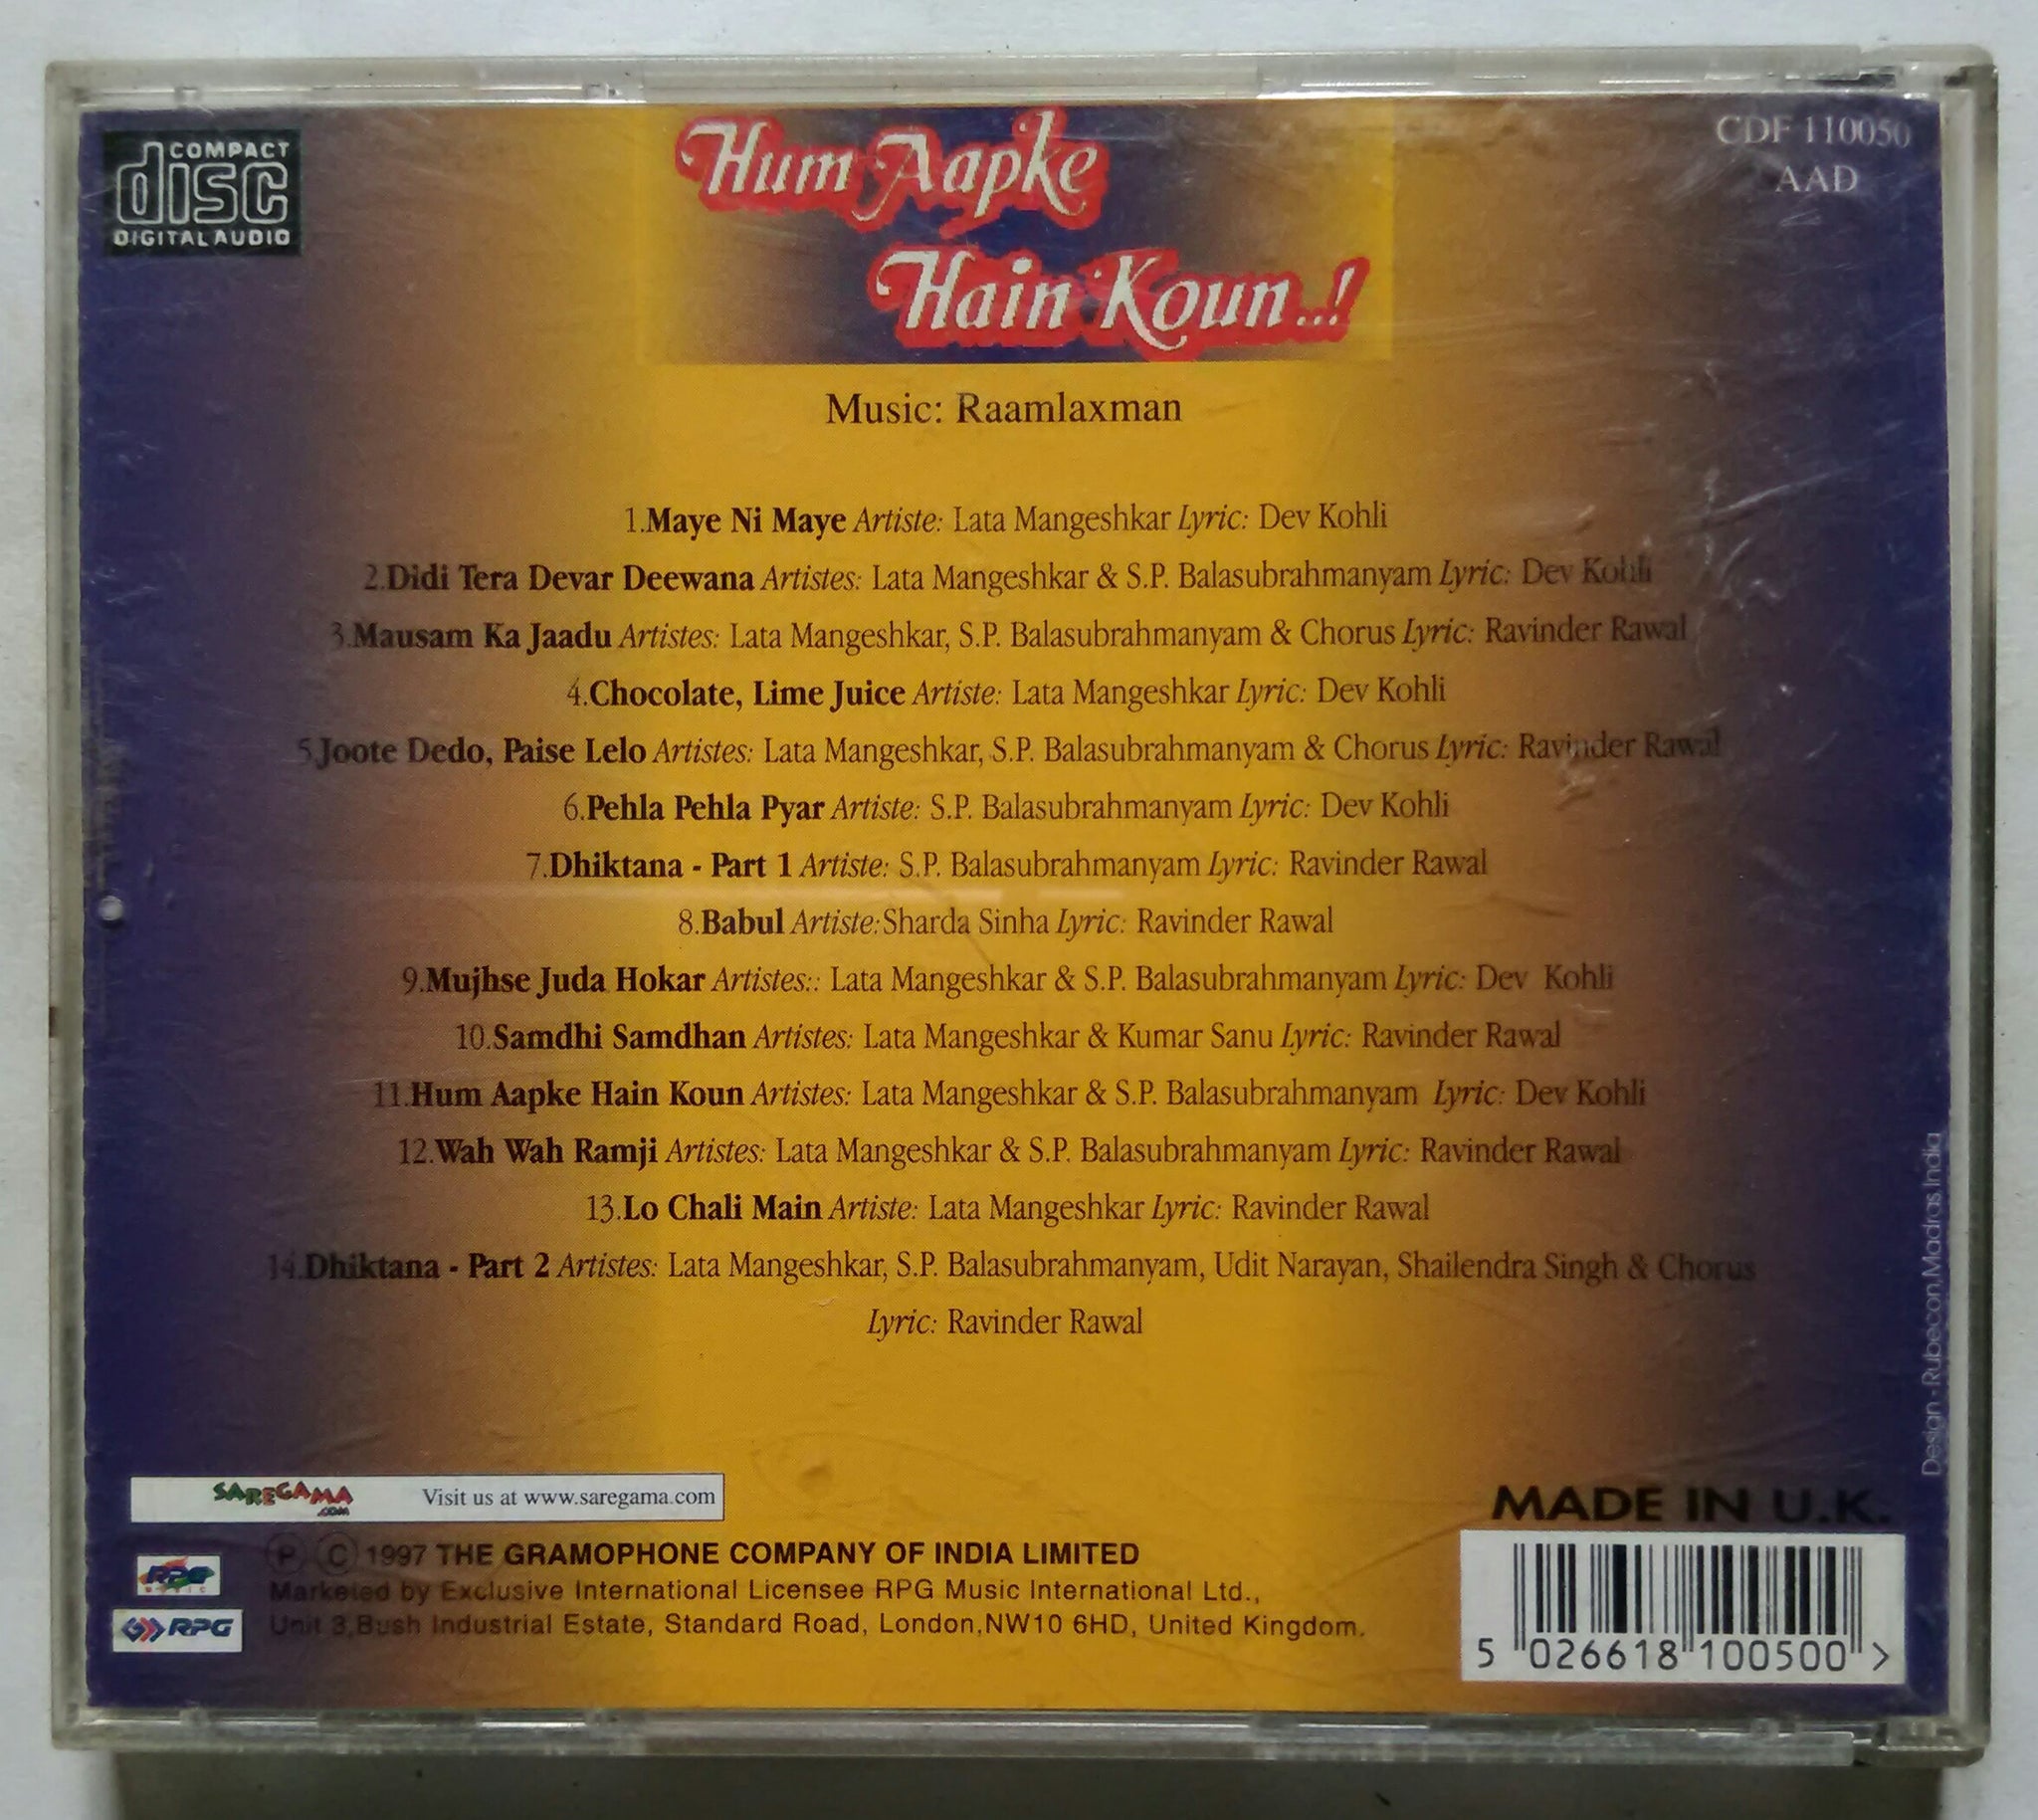 COMPACT
disc
DIGITAL AUDIO
Hum Aapke
Hain Koun..!
CDF 110050
AAD
Music: Raamlaxman
1.Maye Ni Maye Artiste: Lata Mangeshkar Lyric: Dev Kohli
2.Didi Tera Devar Deewana Artistes: Lata Mangeshkar & S.P. Balasubrahmanyam Lyric: Dev Kohli
3.Mausam Ka Jaadu Artistes: Lata Mangeshkar, S.P. Balasubrahmanyam & Chorus Lyric: Ravinder Rawal
4.Chocolate, Lime Juice Artiste: Lata Mangeshkar Lyric: Dev Kohli
5.Joote Dedo, Paise Lelo Artistes: Lata Mangeshkar, S.P. Balasubrahmanyam & Chorus Lyric: Ravinder Rawal
6.Pehla Pehla Pyar Artiste: S.P. Balasubrahmanyam Lyric: Dev Kohli
7.Dhiktana - Part 1 Artiste: S.P. Balasubrahmanyam Lyric: Ravinder Rawal
8.Babul Artiste:Sharda Sinha Lyric: Ravinder Rawal
9.Mujhse Juda Hokar Artistes:: Lata Mangeshkar & S.P. Balasubrahmanyam Lyric: Dev Kohli
10.Samdhi Samdhan Artistes: Lata Mangeshkar & Kumar Sanu Lyric: Ravinder Rawal
11.Hum Aapke Hain Koun Artistes: Lata Mangeshkar & S.P. Balasubrahmanyam Lyric: Dev Kohli
12.Wah Wah Ramji Artistes: Lata Mangeshkar & S.P. Balasubrahmanyam Lyric: Ravinder Rawal
13.Lo Chali Main Artiste: Lata Mangeshkar Lyric: Ravinder Rawal
14.Dhiktana - Part 2 Artistes: Lata Mangeshkar, S.P. Balasubrahmanyam, Udit Narayan, Shailendra Singh & Chorus
Lyric: Ravinder Rawal
Design - Rubecon,Madras.India
SAREGAMA .COM Visit us at www.saregama.com
Ⓟ Ⓒ 1997 THE GRAMOPHONE COMPANY OF INDIA LIMITED
RPG MUSIC
Marketed by Exclusive International Licensee RPG Music International Ltd.,
RPG
Unit 3,Bush Industrial Estate, Standard Road, London,NW10 6HD, United Kingdom.
MADE IN U.K.
5 026618 100500 >